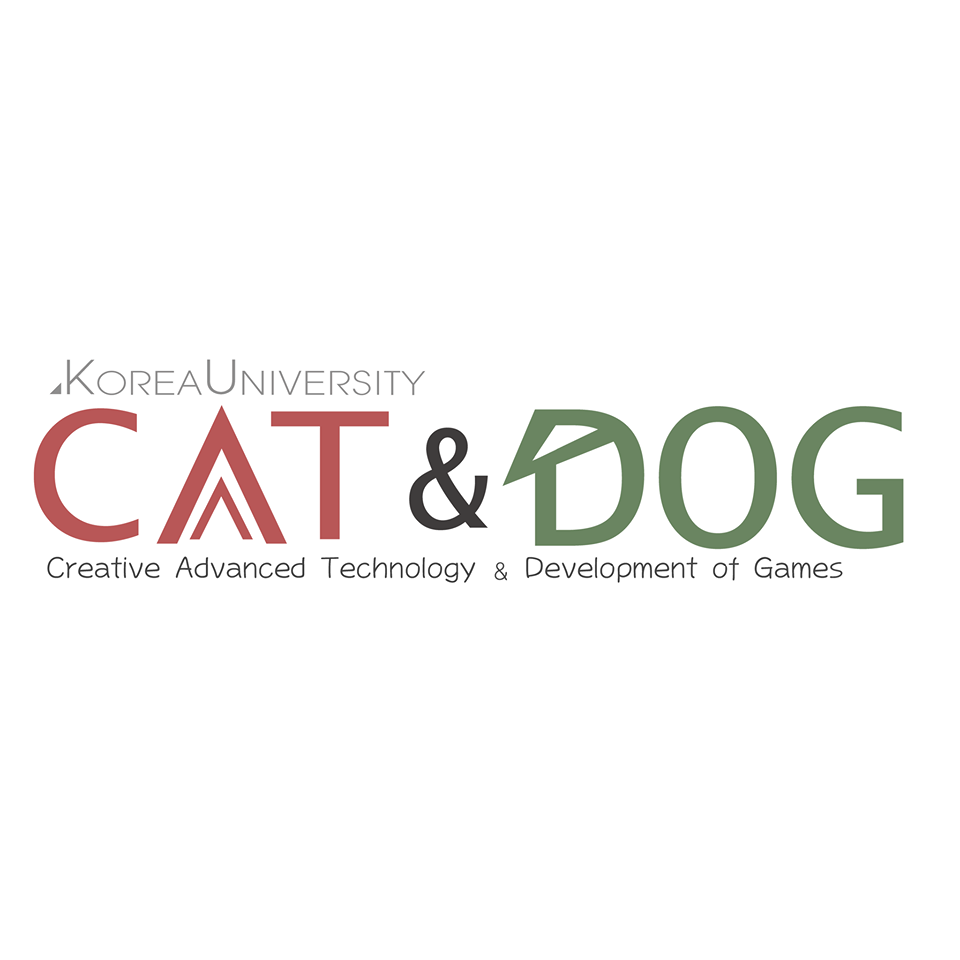 KOREAUNIVERSITY
CAT & DOG
Creative Advanced Technology & Development of Games